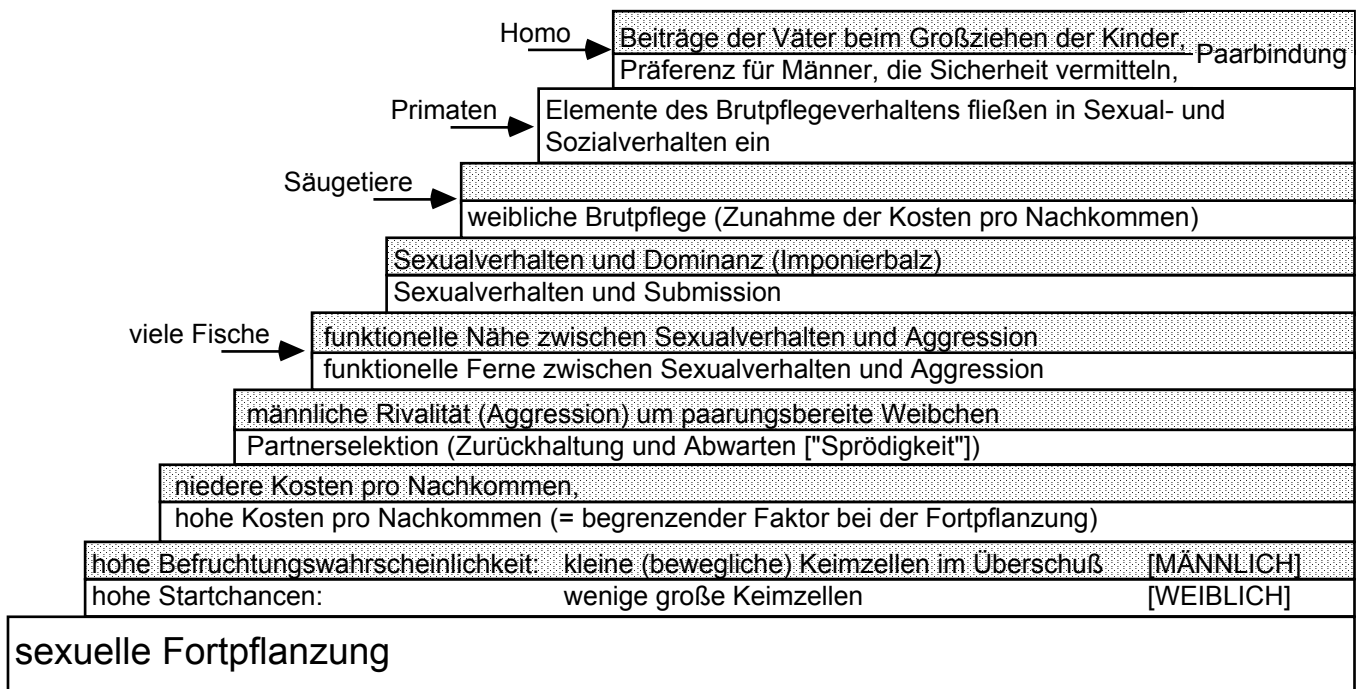 Homo
Beiträge der Väter beim Großziehen der Kinder,
Paarbindung
Präferenz für Männer, die Sicherheit vermitteln,
Primaten
Elemente des Brutpflegeverhaltens fließen in Sexual- und
Sozialverhalten ein
Säugetiere
weibliche Brutpflege (Zunahme der Kosten pro Nachkommen)
Sexualverhalten und Dominanz (Imponierbalz)
Sexualverhalten und Submission
viele Fische
funktionelle Nähe zwischen Sexualverhalten und Aggression
funktionelle Ferne zwischen Sexualverhalten und Aggression
männliche Rivalität (Aggression) um paarungsbereite Weibchen
Partnerselektion (Zurückhaltung und Abwarten ["Sprödigkeit"])
niedere Kosten pro Nachkommen,
hohe Kosten pro Nachkommen (= begrenzender Faktor bei der Fortpflanzung)
hohe Befruchtungswahrscheinlichkeit: kleine (bewegliche) Keimzellen im Überschuß [MÄNNLICH]
hohe Startchancen: wenige große Keimzellen [WEIBLICH]
sexuelle Fortpflanzung